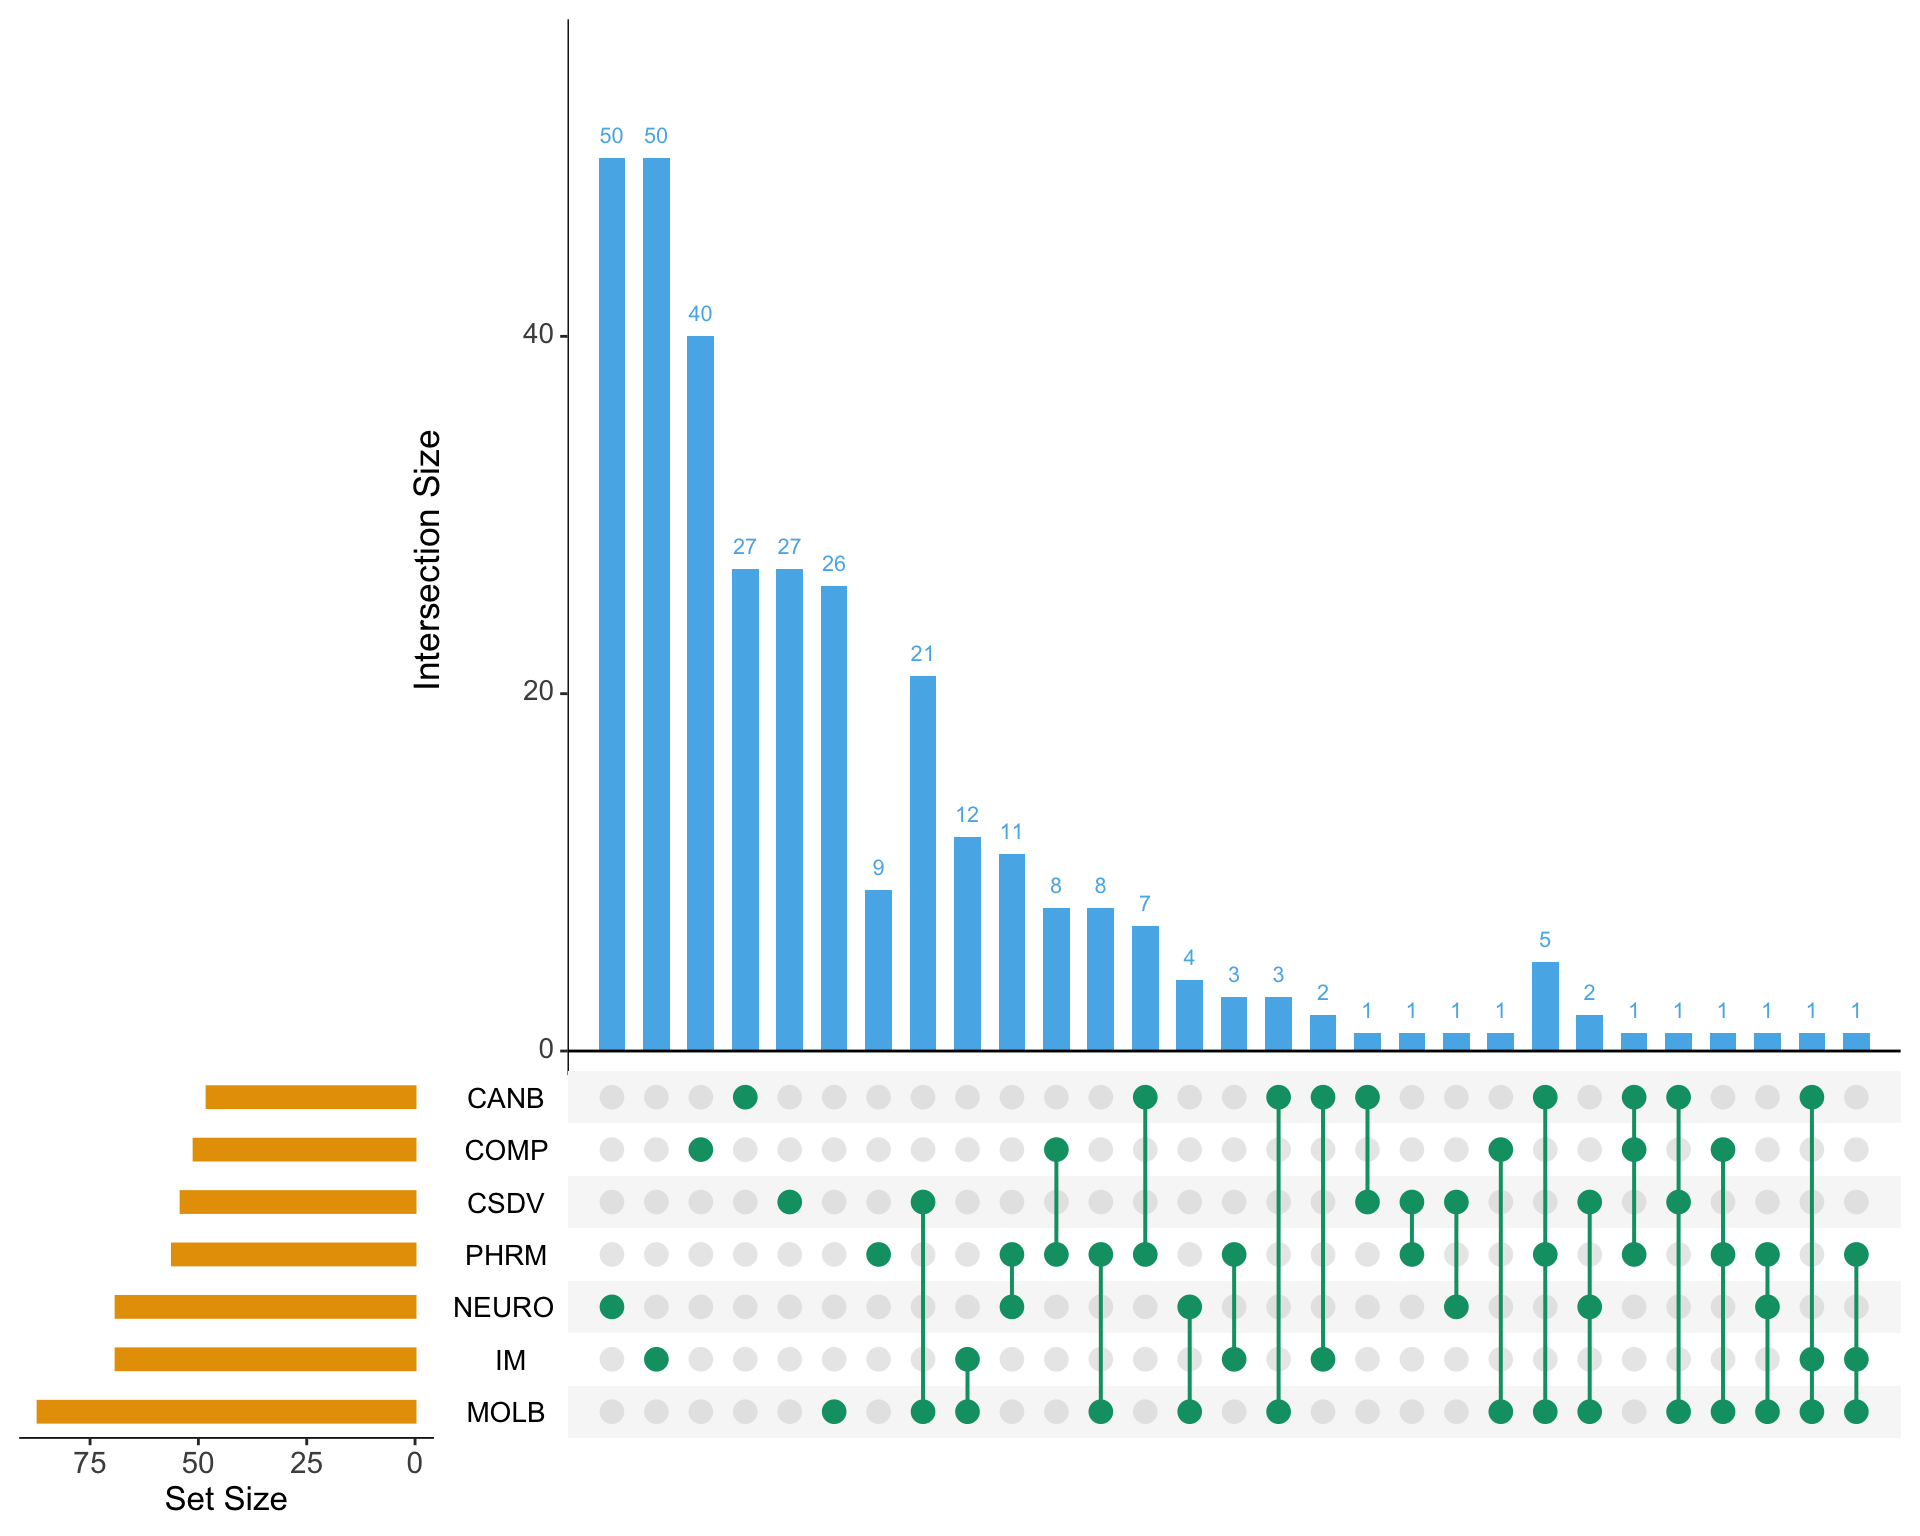 50 50
40
27 27 26
21
12 11
9 8 8 7
4 3 3 2 1 1 1 1
5 2 1 1 1 1 1 1
Intersection Size
40
20
0
CANB
COMP
CSDV
PHRM
NEURO
IM
MOLB
75 50 25 0
Set Size